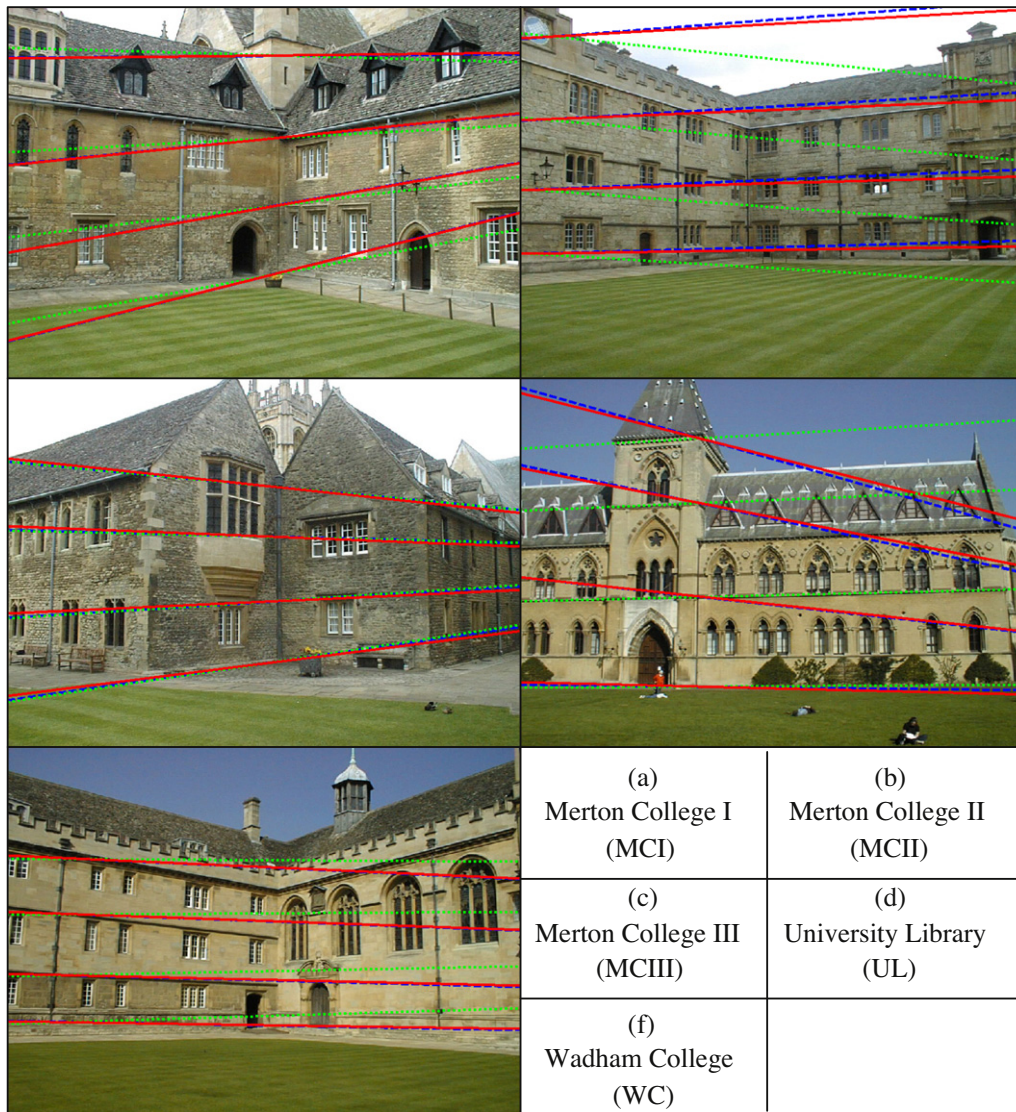 (a)
Merton College I
(MCI)
(b)
Merton College II
(MCII)
(c)
Merton College III
(MCIII)
(d)
University Library
(UL)
(f)
Wadham College
(WC)